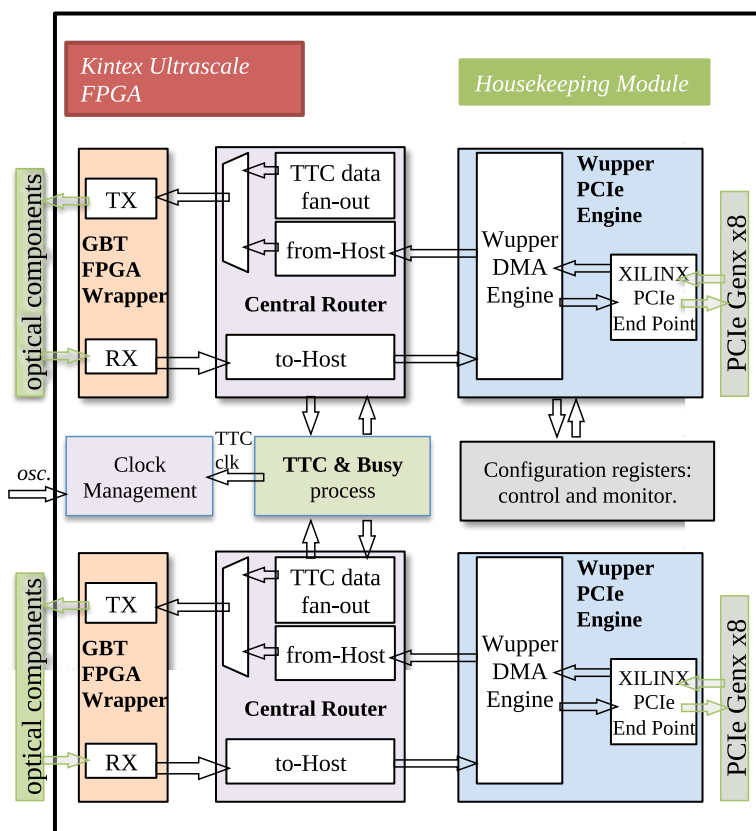 Kintex Ultrascale
FPGA
Housekeeping Module
optical components
TX
GBT
FPGA
Wrapper
RX
TTC data
fan-out
from-Host
Central Router
to-Host
Wupper
DMA
Engine
Wupper
PCIe
Engine
XILINX
PCIe
End Point
PCIe Genx x8
osc.
Clock
Management
TTC
clk
TTC & Busy
process
Configuration registers:
control and monitor.
optical components
TX
GBT
FPGA
Wrapper
RX
TTC data
fan-out
from-Host
Central Router
to-Host
Wupper
DMA
Engine
Wupper
PCIe
Engine
XILINX
PCIe
End Point
PCIe Genx x8